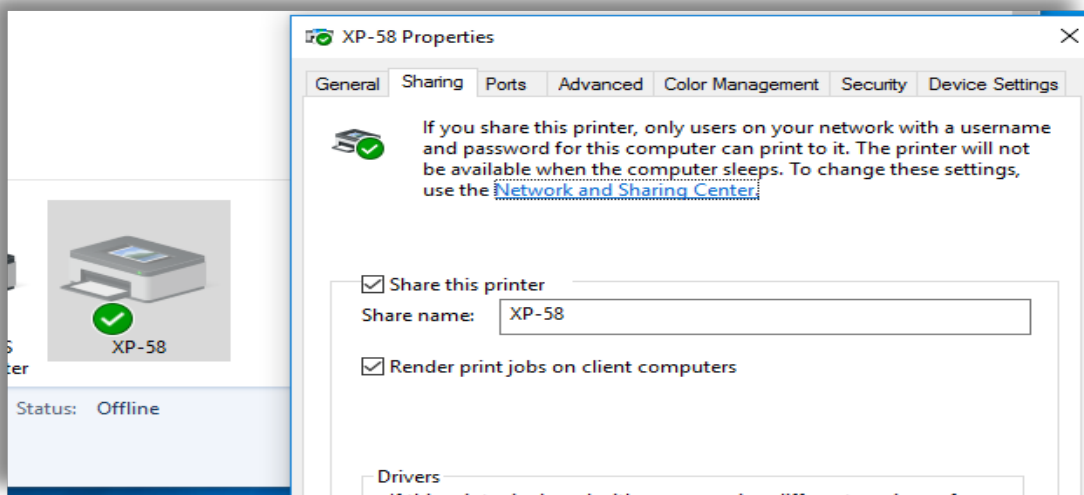 XP-58 Properties
General Sharing Ports Advanced Color Management Security Device Settings
If you share this printer, only users on your network with a username
and password for this computer can print to it. The printer will not
be available when the computer sleeps. To change these settings,
use the Network and Sharing Center.
Share this printer
Share name: XP-58
Render print jobs on client computers
Drivers
XP-58
Status: Offline